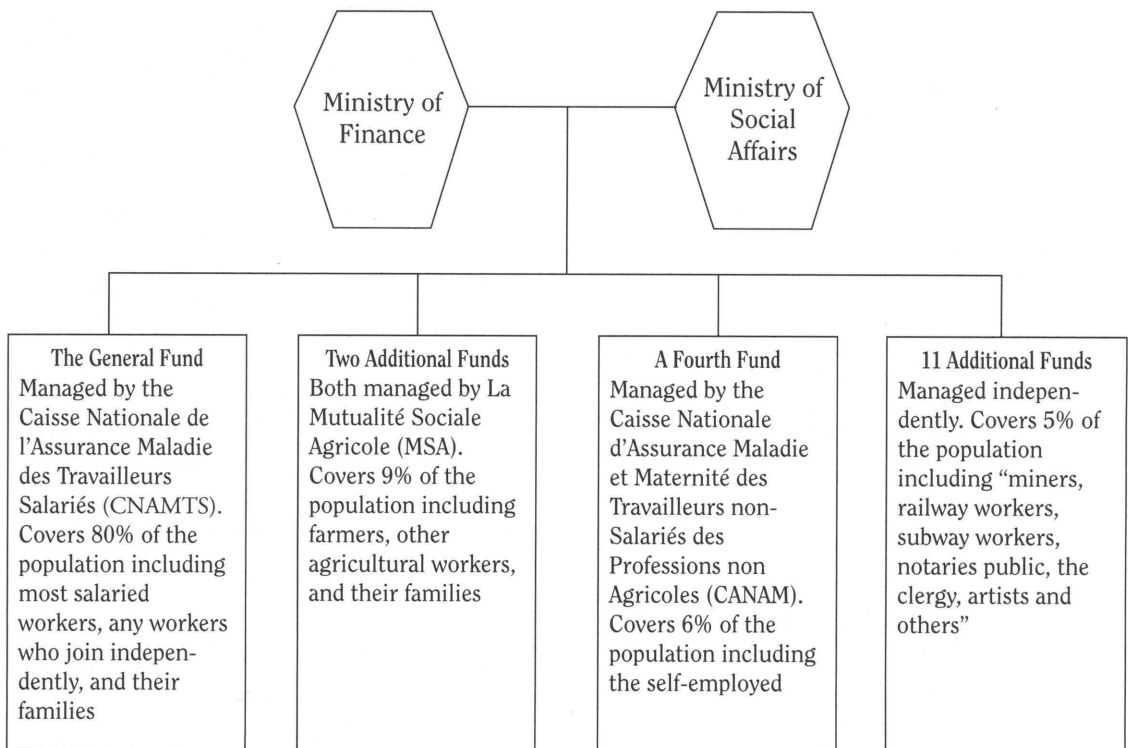 Ministry of
Finance
Ministry of
Social
Affairs
The General Fund
Managed by the
Caisse Nationale de
l'Assurance Maladie
des Travailleurs
Salariés (CNAMTS).
Covers 80% of the
population including
most salaried
workers, any workers
who join indepen-
dently, and their
families
Two Additional Funds
Both managed by La
Mutualité Sociale
Agricole (MSA).
Covers 9% of the
population including
farmers, other
agricultural workers,
and their families
A Fourth Fund
Managed by the
Caisse Nationale
d'Assurance Maladie
et Maternité des
Travailleurs non-
Salariés des
Professions non
Agricoles (CANAM).
Covers 6% of the
population including
the self-employed
11 Additional Funds
Managed indepen-
dently. Covers 5% of
the population
including “miners,
railway workers,
subway workers,
notaries public, the
clergy, artists and
others”